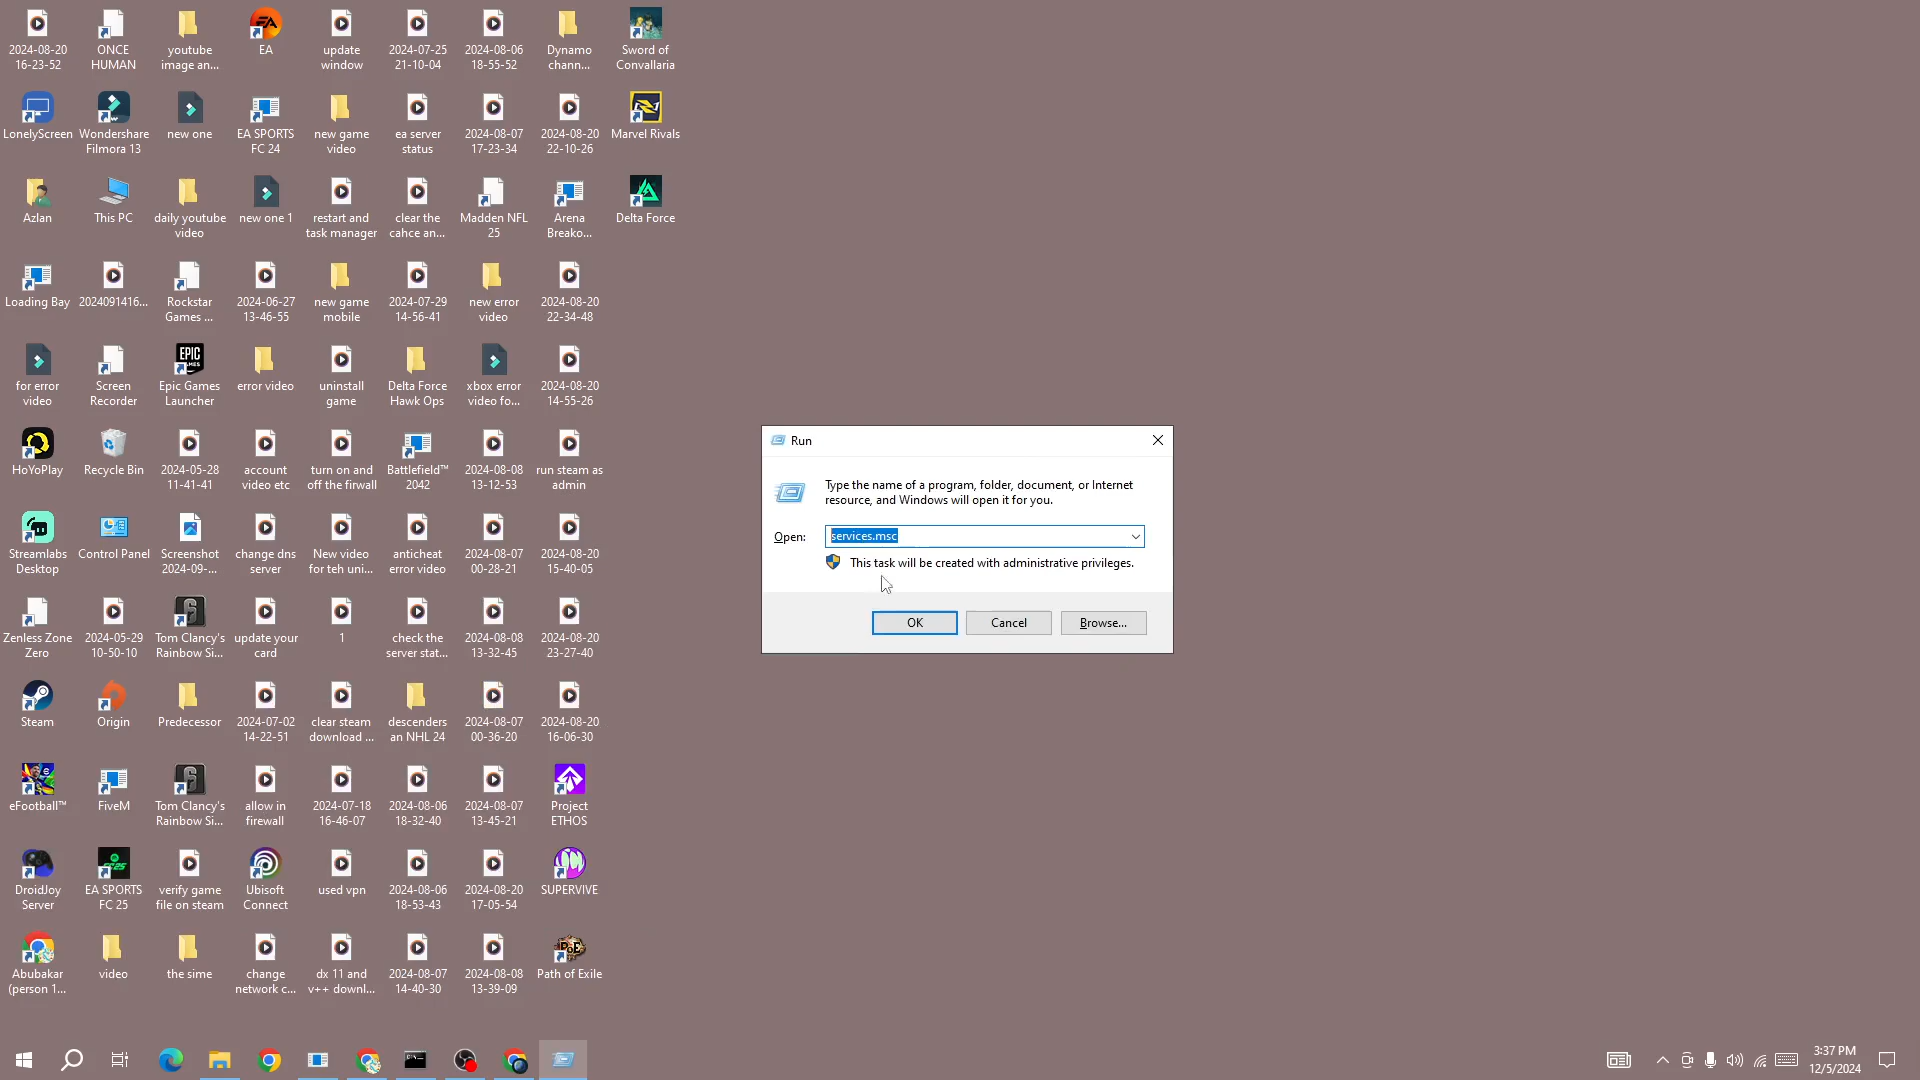 2024-08-20
16-23-52
ONCE
HUMAN
youtube
image an...
EA
update
window
2024-07-25
21-10-04
2024-08-06
18-55-52
Dynamo
chann...
Sword of
Convallaria
LonelyScreen
Wondershare
Filmora 13
new one
EA SPORTS
FC 24
new game
video
ea server
status
2024-08-07
17-23-34
2024-08-20
22-10-26
Marvel Rivals
Azlan
This PC
daily youtube
video
new one 1
restart and
task manager
clear the
cahce an...
Madden NFL
25
Arena
Breako...
Delta Force
Loading Bay
2024091416...
Rockstar
Games ...
2024-06-27
13-46-55
new game
mobile
2024-07-29
14-56-41
new error
video
2024-08-20
22-34-48
for error
video
Screen
Recorder
EPIC
GAMES
Epic Games
Launcher
error video
uninstall
game
Delta Force
Hawk Ops
xbox error
video fo...
2024-08-20
14-55-26
HoYoPlay
Recycle Bin
2024-05-28
11-41-41
account
video etc
turn on and
off the firwall
Battlefield™
2042
2024-08-08
13-12-53
run steam as
admin
Streamlabs
Desktop
Control Panel
Screenshot
2024-09-...
change dns
server
New video
for teh uni...
anticheat
error video
2024-08-07
00-28-21
2024-08-20
15-40-05
Zenless Zone
Zero
2024-05-29
10-50-10
Tom Clancy's
Rainbow Si...
update your
card
1
check the
server stat...
2024-08-08
13-32-45
2024-08-20
23-27-40
Steam
Origin
Predecessor
2024-07-02
14-22-51
clear steam
download ...
descenders
an NHL 24
2024-08-07
00-36-20
2024-08-20
16-06-30
eFootball™
FiveM
Tom Clancy's
Rainbow Si...
allow in
firewall
2024-07-18
16-46-07
2024-08-06
18-32-40
2024-08-07
13-45-21
Project
ETHOS
DroidJoy
Server
EA SPORTS
FC 25
verify game
file on steam
Ubisoft
Connect
used vpn
2024-08-06
18-53-43
2024-08-20
17-05-54
SUPERVIVE
Abubakar
(person 1...
video
the sime
change
network c...
dx 11 and
v++ downl...
2024-08-07
14-40-30
2024-08-08
13-39-09
Path of Exile
Run
Type the name of a program, folder, document, or Internet
resource, and Windows will open it for you.
Open:
services.msc
This task will be created with administrative privileges.
OK
Cancel
Browse...
3:37 PM
12/5/2024